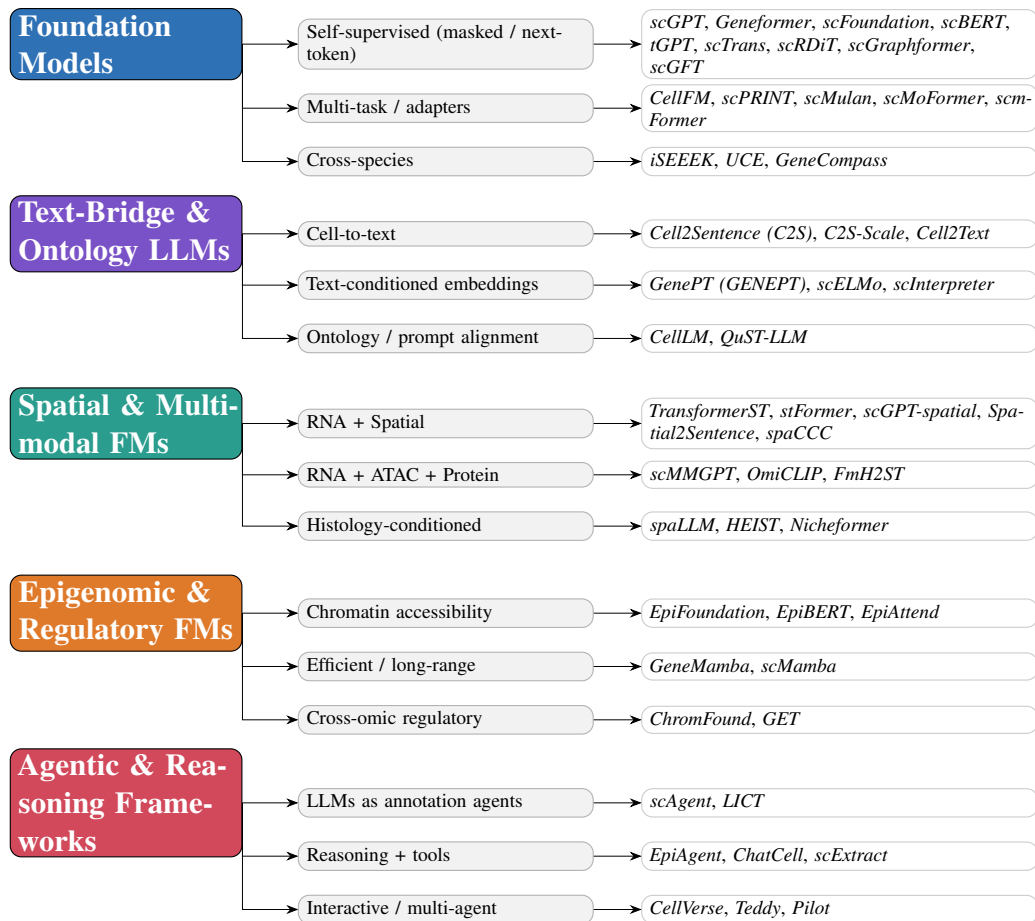 Foundation
Models
Self-supervised (masked / next-
token)
scGPT, Geneformer, scFoundation, scBERT,
tGPT, scTrans, scRDiT, scGraphformer,
scGFT
Multi-task / adapters
CellFM, scPRINT, scMulan, scMoFormer, scm-
Former
Cross-species
iSEEEK, UCE, GeneCompass
Text-Bridge &
Ontology LLMs
Cell-to-text
Cell2Sentence (C2S), C2S-Scale, Cell2Text
Text-conditioned embeddings
GenePT (GENEPT), scELMo, scInterpreter
Ontology / prompt alignment
CellLM, QuST-LLM
Spatial & Multi-
modal FMs
RNA + Spatial
TransformerST, stFormer, scGPT-spatial, Spa-
tial2Sentence, spaCCC
RNA + ATAC + Protein
scMMGPT, OmiCLIP, FmH2ST
Histology-conditioned
spaLLM, HEIST, Nicheformer
Epigenomic &
Regulatory FMs
Chromatin accessibility
EpiFoundation, EpiBERT, EpiAttend
Efficient / long-range
GeneMamba, scMamba
Cross-omic regulatory
ChromFound, GET
Agentic & Rea-
soning Frame-
works
LLMs as annotation agents
scAgent, LICT
Reasoning + tools
EpiAgent, ChatCell, scExtract
Interactive / multi-agent
CellVerse, Teddy, Pilot